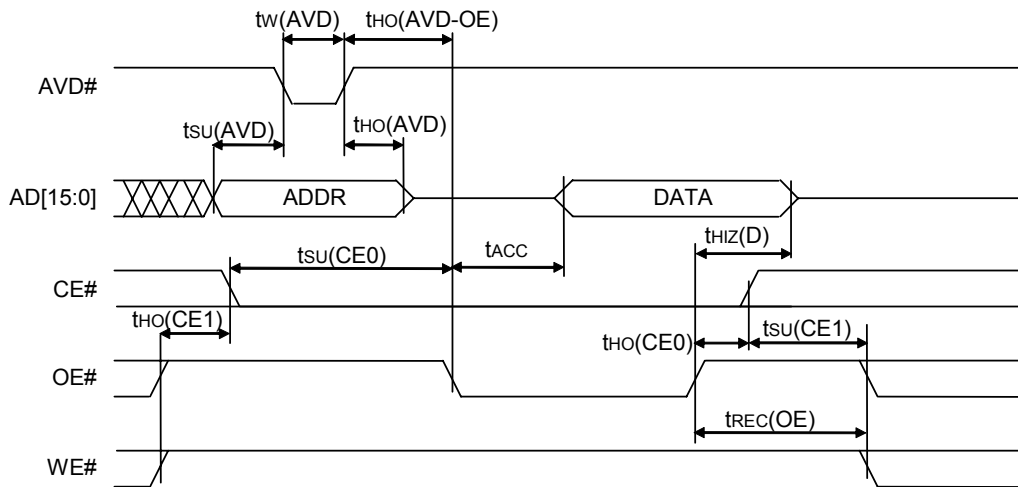 tW(AVD) tHO(AVD-OE)
AVD#
tSU(AVD) tHO(AVD)
AD[15:0] ADDR DATA
tHIZ(D)
tSU(CE0) tACC
CE#
tHO(CE1) tHO(CE0) tSU(CE1)
OE#
tREC(OE)
WE#